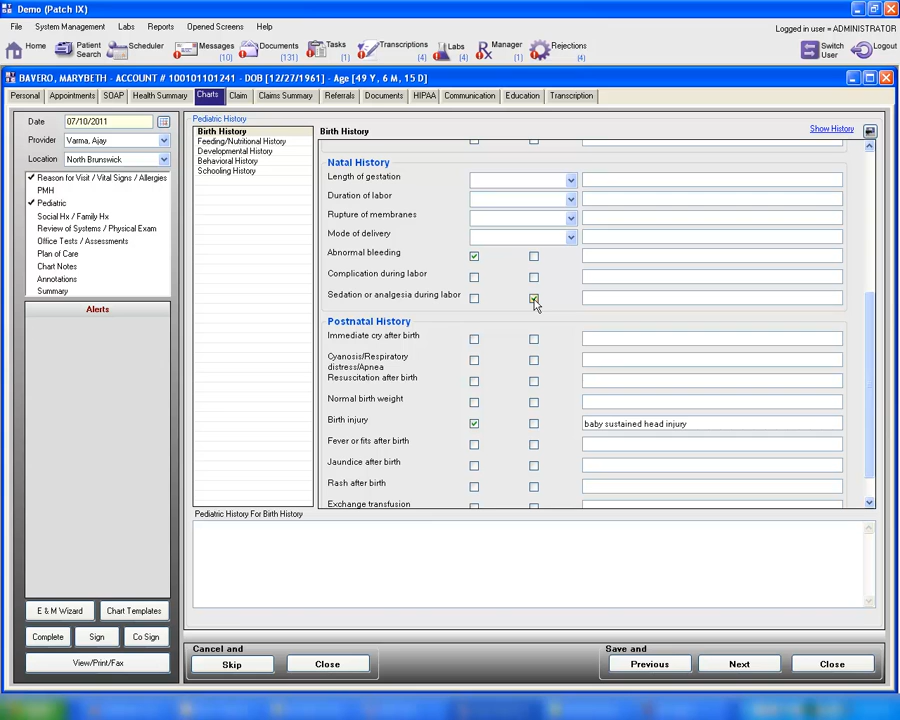 Demo (Patch IX)
File System Management Labs Reports Opened Screens Help
Logged in user = ADMINISTRATOR
Home Patient Search Scheduler Messages (10) Documents (131) Tasks (4) Transcriptions (4) Labs (4) Rx Manager (4) Rejections (4) Switch User Logout
BAVERO, MARYBETH - ACCOUNT # 100101101241 - DOB [12/27/1961] - Age [49 Y, 6 M, 15 D]
Personal Appointments SOAP Health Summary Charts Claim Claims Summary Referrals Documents HIPAA Communication Education Transcription
Date 07/10/2011
Provider Varma, Ajay
Location North Brunswick
Reason for Visit / Vital Signs / Allergies
PMH
Pediatric
Social Hx / Family Hx
Review of Systems / Physical Exam
Office Tests / Assessments
Plan of Care
Chart Notes
Annotations
Summary
Alerts
E & M Wizard Chart Templates
Complete Sign Co Sign
View/Print/Fax
Pediatric History
Birth History
Feeding/Nutritional History
Developmental History
Behavioral History
Schooling History
Birth History Show History
Natal History
Length of gestation
Duration of labor
Rupture of membranes
Mode of delivery
Abnormal bleeding
Complication during labor
Sedation or analgesia during labor
Postnatal History
Immediate cry after birth
Cyanosis/Respiratory
distress/Apnea
Resuscitation after birth
Normal birth weight
Birth injury baby sustained head injury
Fever or fits after birth
Jaundice after birth
Rash after birth
Exchange transfusion
Pediatric History For Birth History
Cancel and Save and
Skip Close Previous Next Close